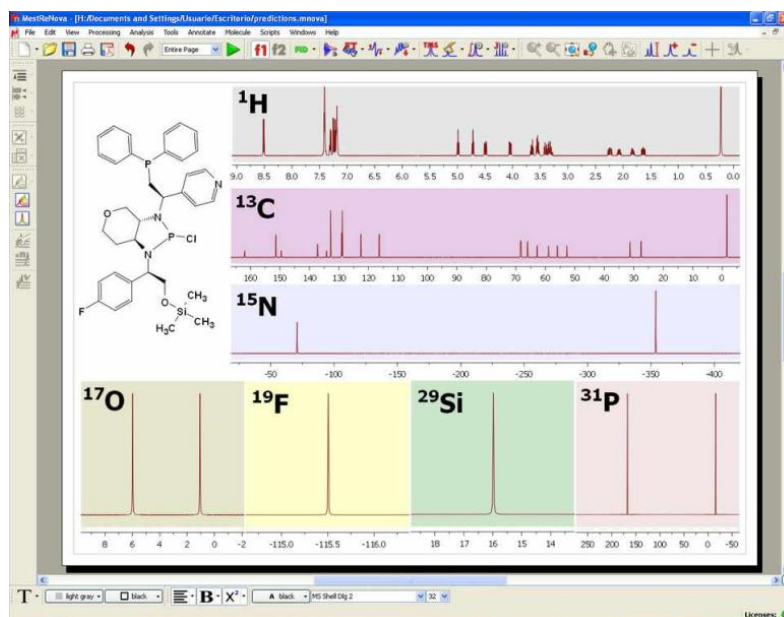 MestReNova - [H:/Documents and Settings/Usuario/Escritorio/predictions.mnova]
File Edit View Processing Analysis Tools Annotate Molecule Scripts Windows Help
Entire Page f1 f2 FID TMS
1H
9.0 8.5 8.0 7.5 7.0 6.5 6.0 5.5 5.0 4.5 4.0 3.5 3.0 2.5 2.0 1.5 1.0 0.5 0.0
P
N
O
N
P Cl
N
F
O CH3
Si CH3
H3C
13C
160 150 140 130 120 110 100 90 80 70 60 50 40 30 20 10 0
15N
-50 -100 -150 -200 -250 -300 -350 -400
17O
8 6 4 2 0 -2
19F
-115.0 -115.5 -116.0
29Si
18 17 16 15 14
31P
250 200 150 100 50 0 -50
T light gray black B X² A black MS Shell Dlg 2 32
Licenses: